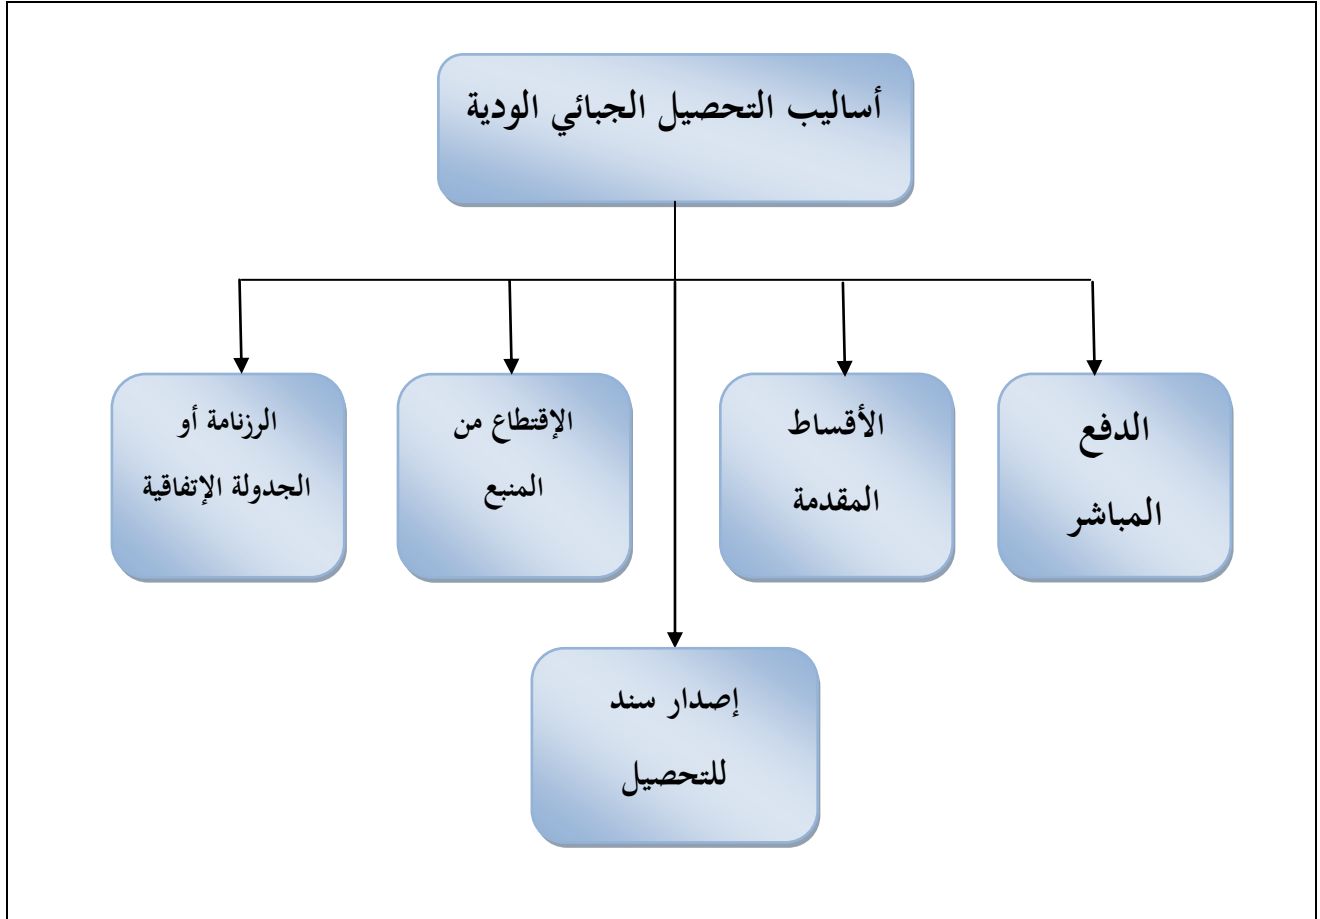 أساليب التحصيل الجبائي الودية
الدفع
المباشر
الأقساط
المقدمة
الإقتطاع من
المنبع
الرزنامة أو
الجدولة الإتفاقية
إصدار سند
للتحصيل